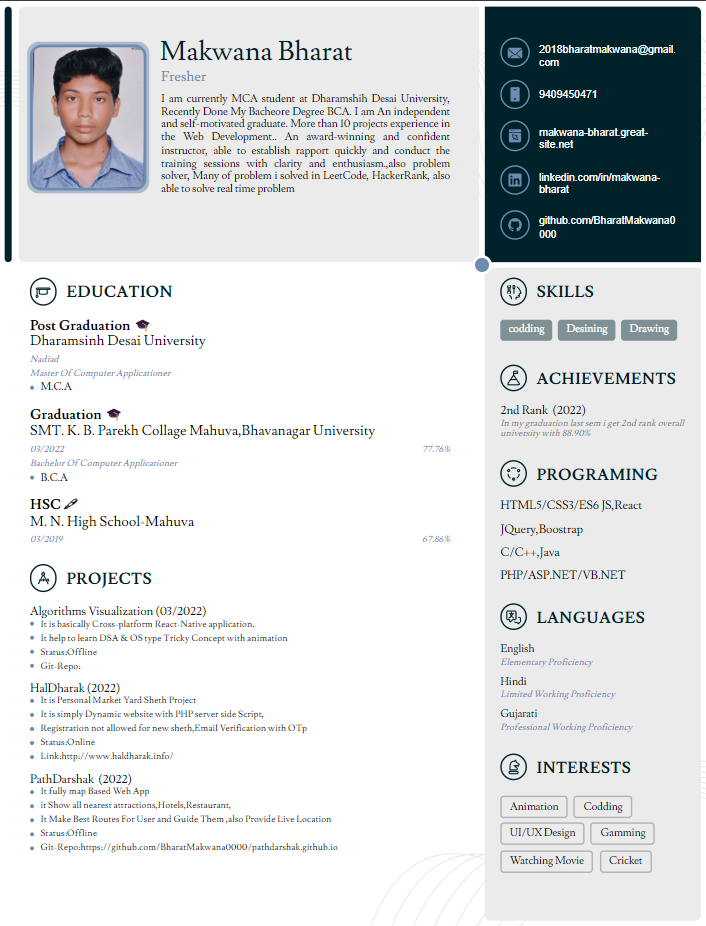 Makwana Bharat
Fresher
I am currently MCA student at Dharamshih Desai University,
Recently Done My Bacheore Degree BCA. I am An independent
and self-motivated graduate. More than 10 projects experience in
the Web Development.. An award-winning and confident
instructor, able to establish rapport quickly and conduct the
training sessions with clarity and enthusiasm.,also problem
solver, Many of problem i solved in LeetCode, HackerRank, also
able to solve real time problem
2018bharatmakwana@gmail.
com
9409450471
makwana-bharat.great-
site.net
linkedin.com/in/makwana-
bharat
github.com/BharatMakwana0
000
EDUCATION
Post Graduation
Dharamsinh Desai University
Nadiad
Master Of Computer Applicationer
M.C.A
Graduation
SMT. K. B. Parekh Collage Mahuva,Bhavanagar University
03/2022 77.76%
Bachelor Of Computer Applicationer
B.C.A
HSC
M. N. High School-Mahuva
03/2019 67.86%
PROJECTS
Algorithms Visualization (03/2022)
It is basically Cross-platform React-Native application.
It help to learn DSA & OS type Tricky Concept with animation
Status:Offline
Git-Repo:
HalDharak (2022)
It is Personal Market Yard Sheth Project
It is simply Dynamic website with PHP server side Script,
Registration not allowed for new sheth,Email Verification with OTp
Status:Online
Link:http://www.haldharak.info/
PathDarshak (2022)
It fully map Based Web App
it Show all nearest attractions,Hotels,Restaurant,
It Make Best Routes For User and Guide Them ,also Provide Live Location
Status:Offline
Git-Repo:https://github.com/BharatMakwana0000/pathdarshak.github.io
SKILLS
codding Desining Drawing
ACHIEVEMENTS
2nd Rank (2022)
In my graduation last sem i get 2nd rank overall
university with 88.90%
PROGRAMING
HTML5/CSS3/ES6 JS,React
JQuery,Boostrap
C/C++,Java
PHP/ASP.NET/VB.NET
LANGUAGES
English
Elementary Proficiency
Hindi
Limited Working Proficiency
Gujarati
Professional Working Proficiency
INTERESTS
Animation Codding
UI/UX Design Gamming
Watching Movie Cricket